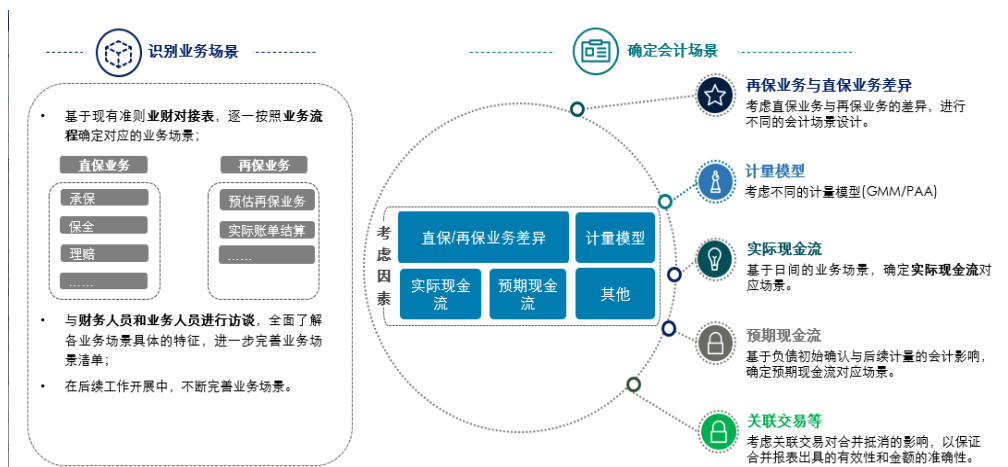 识别业务场景
• 基于现有准则业财对接表，逐一按照业务流
程确定对应的业务场景；
直保业务
再保业务
承保
保全
理赔
……
预估再保业务
实际账单结算
……
• 与财务人员和业务人员进行访谈，全面了解
各业务场景具体的特征，进一步完善业务场
景清单；
• 在后续工作开展中，不断完善业务场景。
确定会计场景
考虑因素
直保/再保业务差异
计量模型
实际现金
流
预期现金
流
其他
再保业务与直保业务差异
考虑直保业务与再保业务的差异，进行
不同的会计场景设计。
计量模型
考虑不同的计量模型(GMM/PAA)
实际现金流
基于日间的业务场景，确定实际现金流对
应场景。
预期现金流
基于负债初始确认与后续计量的会计影响，
确定预期现金流对应场景。
关联交易等
考虑关联交易对合并抵消的影响，以保证
合并报表出具的有效性和金额的准确性。